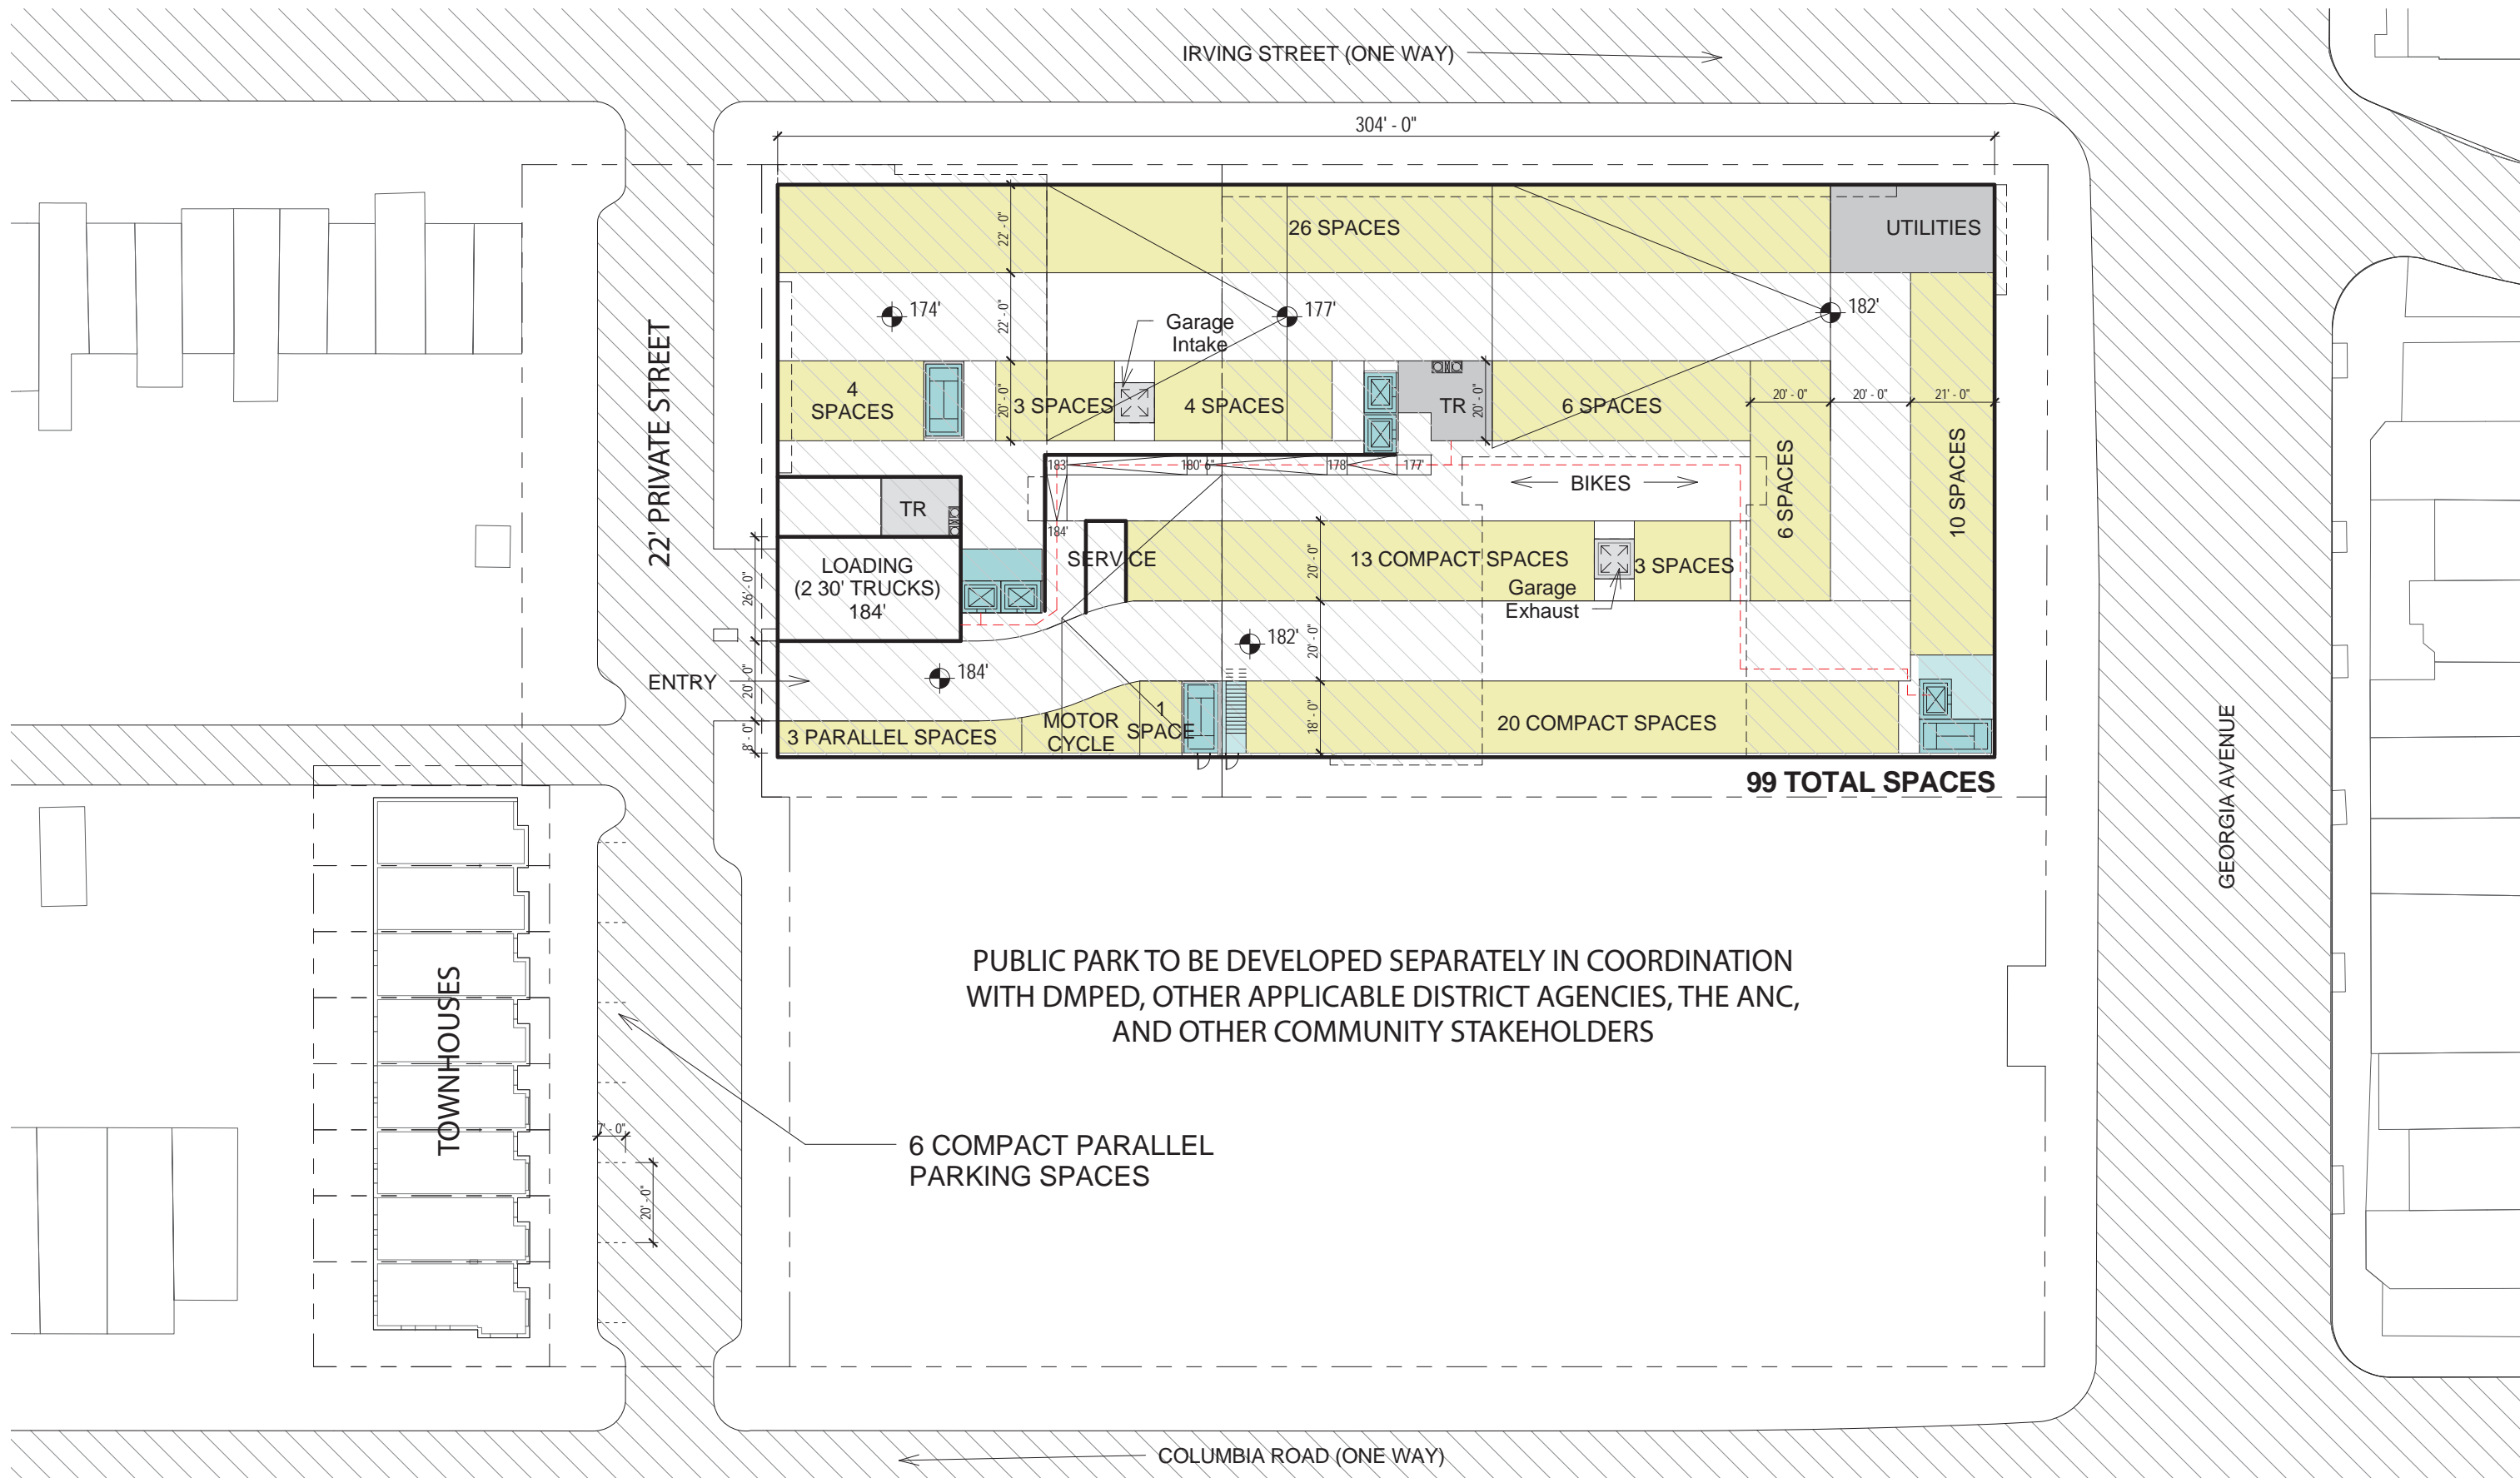 IRVING STREET (ONE WAY)
304' - 0"
22' - 0"
26 SPACES
UTILITIES
22' PRIVATE STREET
174'
22' - 0"
Garage
Intake
177'
182'
4
SPACES
20' - 0"
3 SPACES
4 SPACES
TR
20' - 0"
6 SPACES
20' - 0"
20' - 0"
21' - 0"
183
180' 6"
178
177'
BIKES
6 SPACES
10 SPACES
TR
184'
LOADING
(2 30' TRUCKS)
184'
26' - 0"
SERVICE
20' - 0"
13 COMPACT SPACES
3 SPACES
Garage
Exhaust
182'
20' - 0"
ENTRY
20' - 0"
184'
8' - 0"
3 PARALLEL SPACES
MOTOR
CYCLE
1
SPACE
18' - 0"
20 COMPACT SPACES
99 TOTAL SPACES
GEORGIA AVENUE
TOWNHOUSES
PUBLIC PARK TO BE DEVELOPED SEPARATELY IN COORDINATION
WITH DMPED, OTHER APPLICABLE DISTRICT AGENCIES, THE ANC,
AND OTHER COMMUNITY STAKEHOLDERS
7' - 0"
6 COMPACT PARALLEL
PARKING SPACES
20' - 0"
COLUMBIA ROAD (ONE WAY)